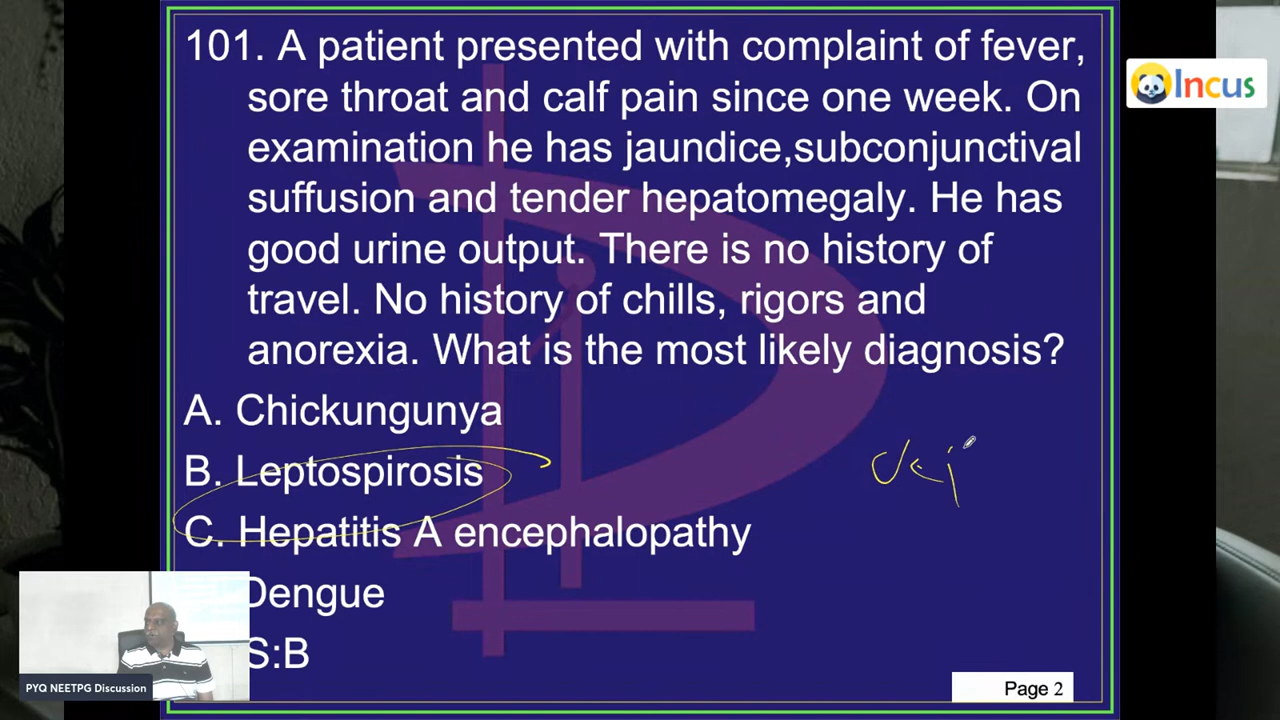 101. A patient presented with complaint of fever,
sore throat and calf pain since one week. On
examination he has jaundice,subconjunctival
suffusion and tender hepatomegaly. He has
good urine output. There is no history of
travel. No history of chills, rigors and
anorexia. What is the most likely diagnosis?
A. Chickungunya
B. Leptospirosis
C. Hepatitis A encephalopathy
Dengue
S:B
Incus
PYQ NEETPG Discussion
Page 2